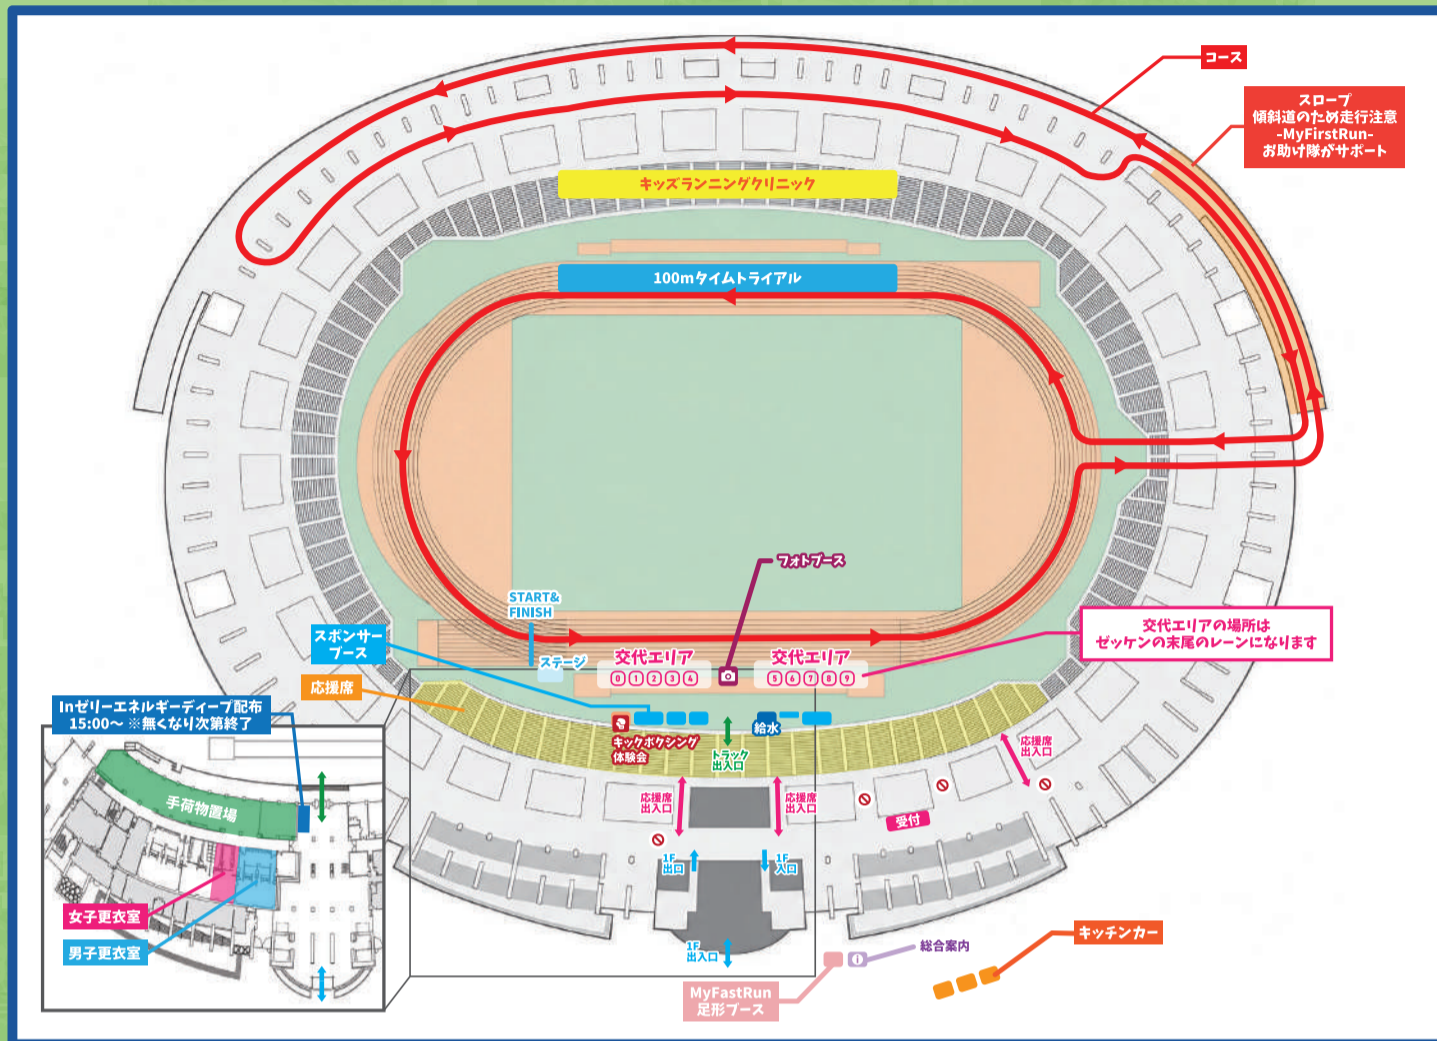 コース
スロープ
傾斜道のため走行注意
-MyFirstRun-
お助け隊がサポート
キッズランニングクリニック
100mタイムトライアル
フォトブース
START&
FINISH
スポンサー
ブース
ステージ
交代エリア
0 1 2 3 4
交代エリア
5 6 7 8 9
交代エリアの場所は
ゼッケンの末尾のレーンになります
応援席
Inゼリーエネルギーディープ配布
15:00〜 ※無くなり次第終了
キックボクシング
体験会
給水
トラック
出入口
応援席
出入口
応援席
出入口
応援席
出入口
受付
手荷物置場
1F
出口
1F
入口
女子更衣室
男子更衣室
1F
出入口
総合案内
キッチンカー
MyFastRun
足形ブース